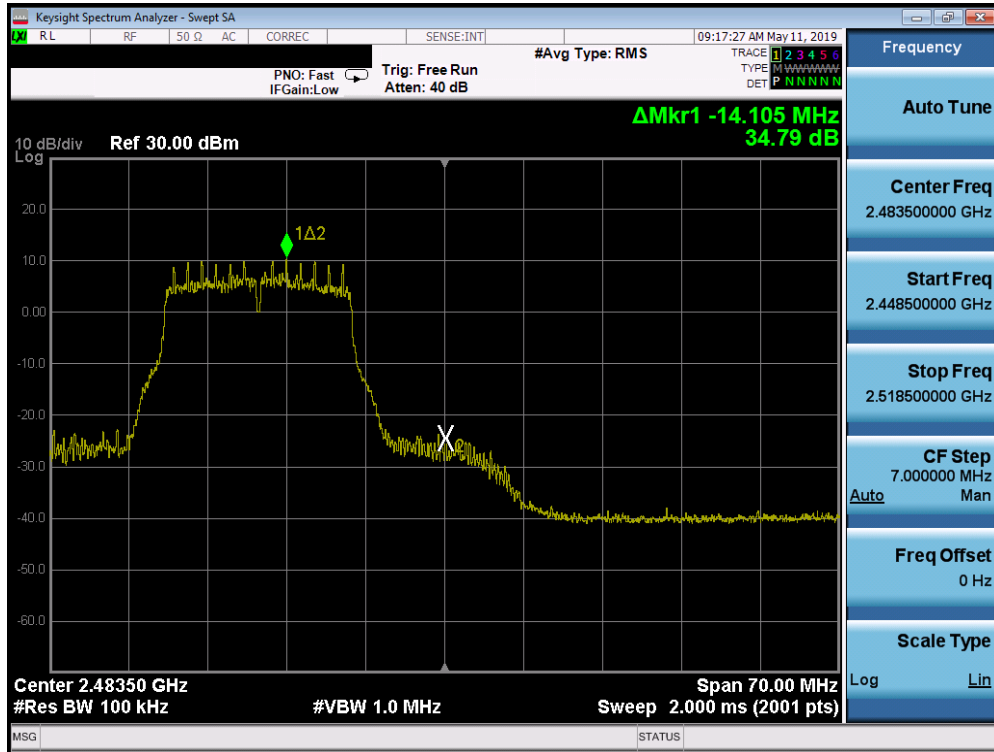 Keysight Spectrum Analyzer - Swept SA
LXI RL RF 50 Ω AC CORREC SENSE:INT 09:17:27 AM May 11, 2019
PNO: Fast
IFGain:Low
Trig: Free Run
Atten: 40 dB
#Avg Type: RMS
TRACE 1 2 3 4 5 6
TYPE M W W W W W
DET P N N N N N
ΔMkr1 -14.105 MHz
34.79 dB
10 dB/div Ref 30.00 dBm
Log
20.0
10.0
0.00
-10.0
-20.0
-30.0
-40.0
-50.0
-60.0
1Δ2
X2
Center 2.48350 GHz Span 70.00 MHz
#Res BW 100 kHz #VBW 1.0 MHz Sweep 2.000 ms (2001 pts)
MSG STATUS
Frequency
Auto Tune
Center Freq
2.483500000 GHz
Start Freq
2.448500000 GHz
Stop Freq
2.518500000 GHz
CF Step
7.000000 MHz
Auto Man
Freq Offset
0 Hz
Scale Type
Log Lin